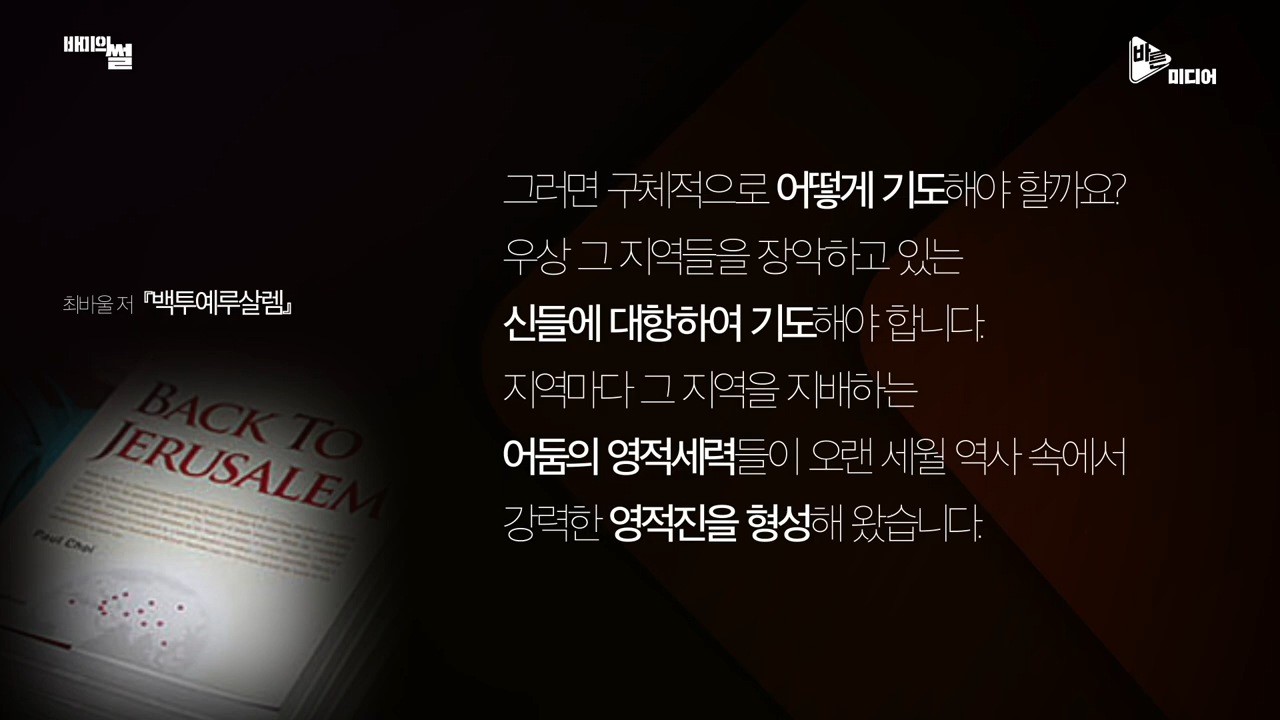 바미의
썰
바른
미디어
그러면 구체적으로 어떻게 기도해야 할까요?
우상 그 지역들을 장악하고 있는
신들에 대항하여 기도해야 합니다.
지역마다 그 지역을 지배하는
어둠의 영적세력들이 오랜 세월 역사 속에서
강력한 영적진을 형성해 왔습니다.
최바울 저 『백투예루살렘』
BACK TO
JERUSALEM
Paul Choi